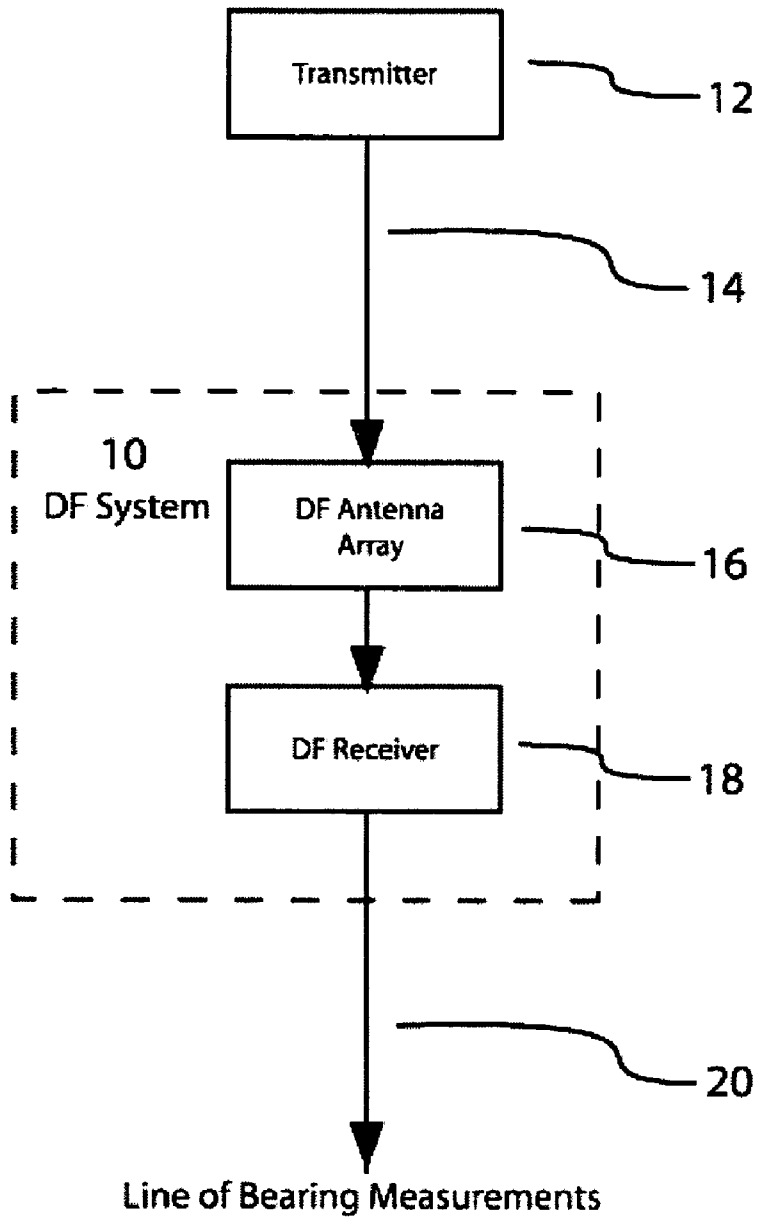 Transmitter
12
14
10
DF System
DF Antenna
Array
16
DF Receiver
18
20
Line of Bearing Measurements